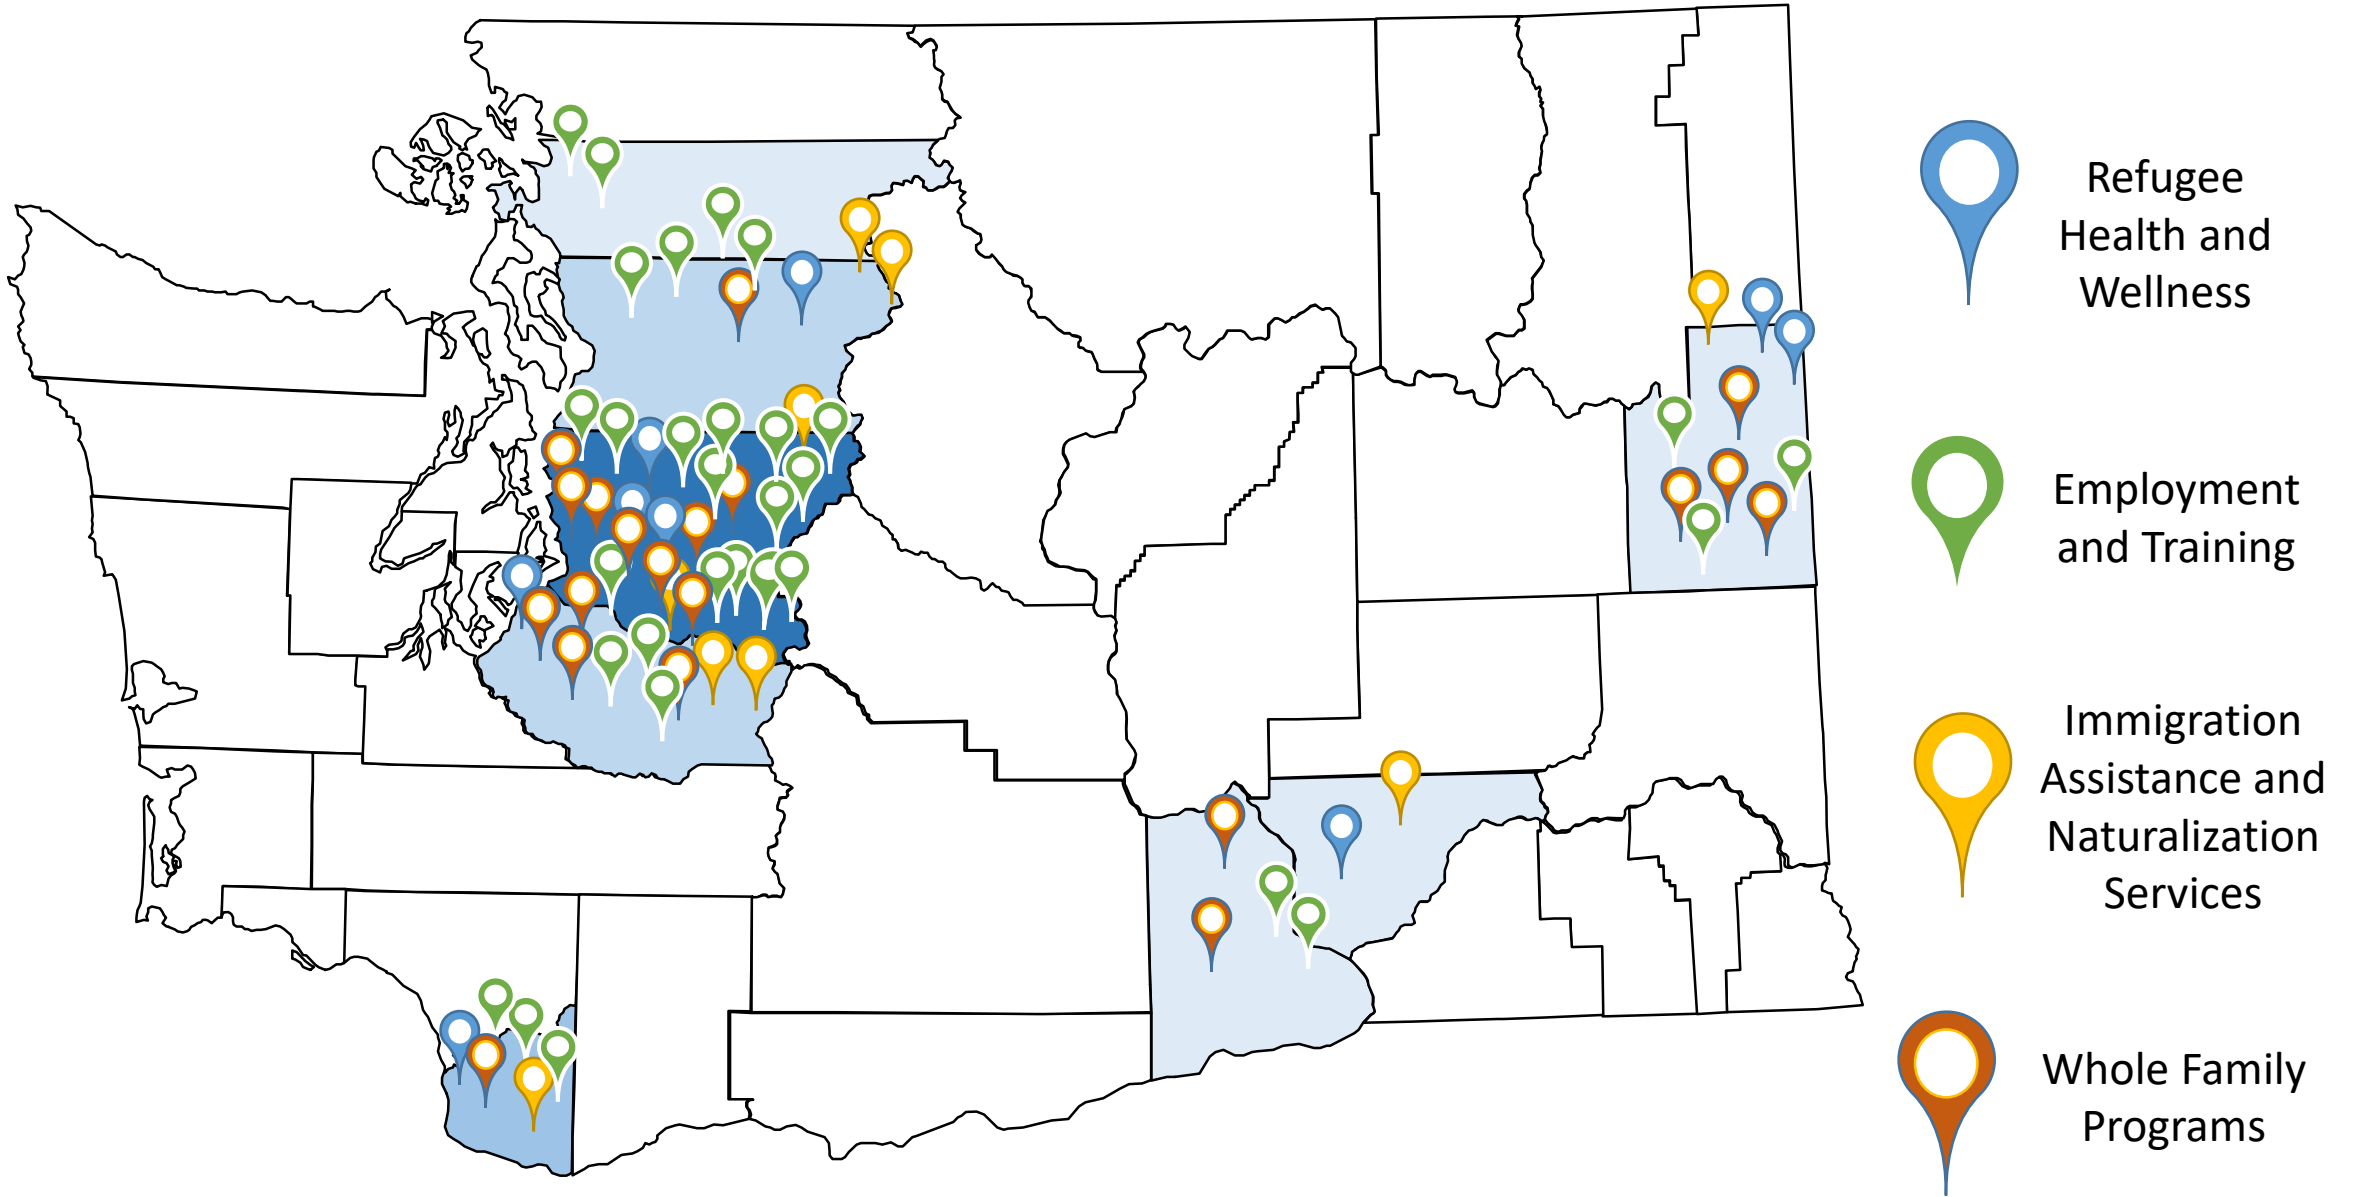 Refugee
Health and
Wellness
Employment
and Training
Immigration
Assistance and
Naturalization
Services
Whole Family
Programs